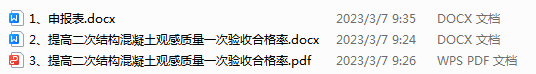 1、申报表.docx 2023/3/7 9:35 DOCX 文档
2、提高二次结构混凝土观感质量一次验收合格率.docx 2023/3/7 9:24 DOCX 文档
3、提高二次结构混凝土观感质量一次验收合格率.pdf 2023/3/7 9:26 WPS PDF 文档